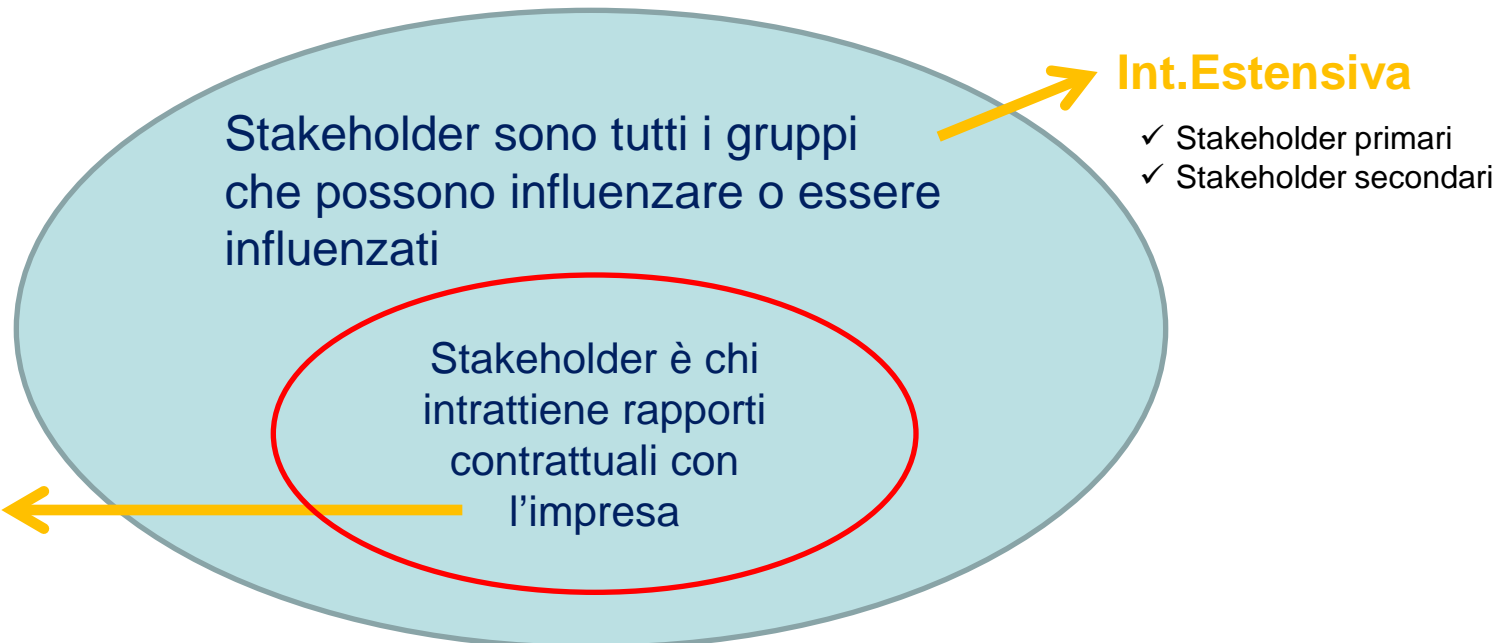 Int.Estensiva
✓ Stakeholder primari
✓ Stakeholder secondari
Stakeholder sono tutti i gruppi
che possono influenzare o essere
influenzati
Stakeholder è chi
intrattiene rapporti
contrattuali con
l’impresa